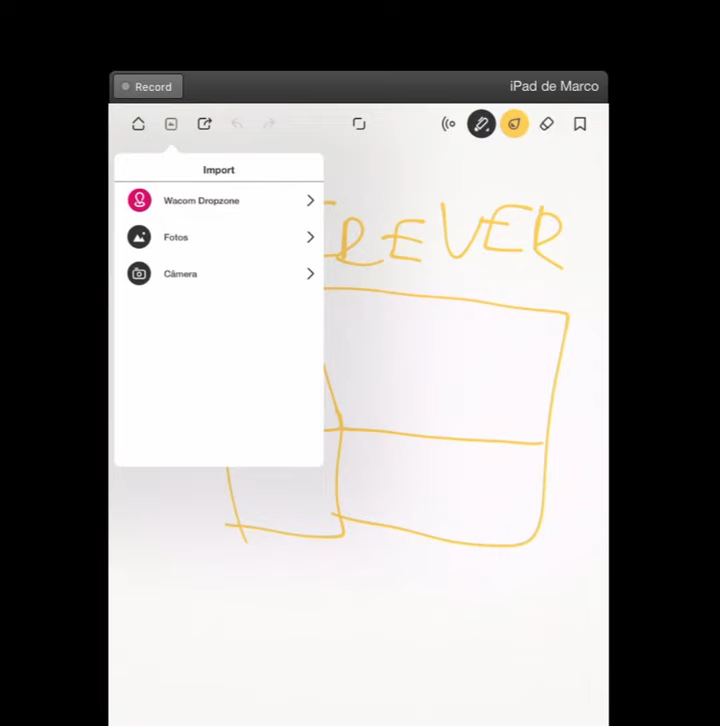 Record
iPad de Marco
Import
Wacom Dropzone
Fotos
Câmera
REVER